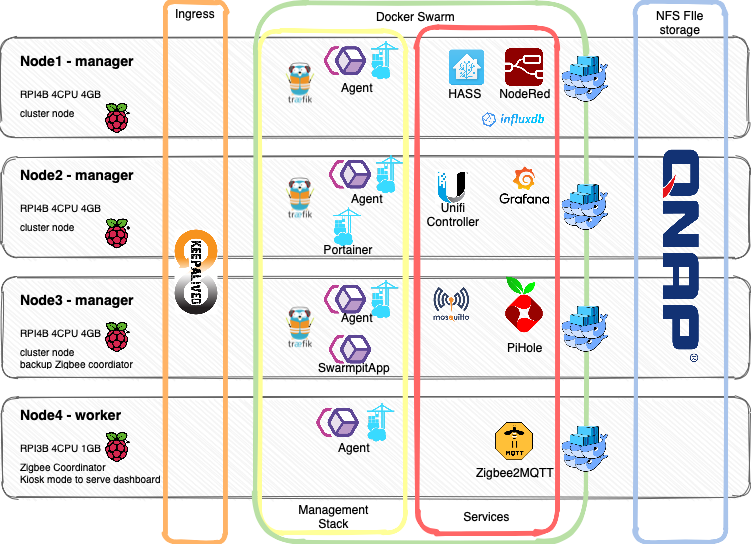 Ingress
Docker Swarm
NFS FIle
storage
Node1 - manager
RPI4B 4CPU 4GB
cluster node
træfik
Agent
HASS
NodeRed
influxdb
Node2 - manager
RPI4B 4CPU 4GB
cluster node
træfik
Agent
Portainer
Unifi
Controller
Grafana
KEEPALIVED
QNAP
Node3 - manager
RPI4B 4CPU 4GB
cluster node
backup Zigbee coordiator
træfik
Agent
SwarmpitApp
mosquitto
PiHole
Node4 - worker
RPI3B 4CPU 1GB
Zigbee Coordinator
Kiosk mode to serve dashboard
Agent
MQTT
Zigbee2MQTT
Management
Stack
Services